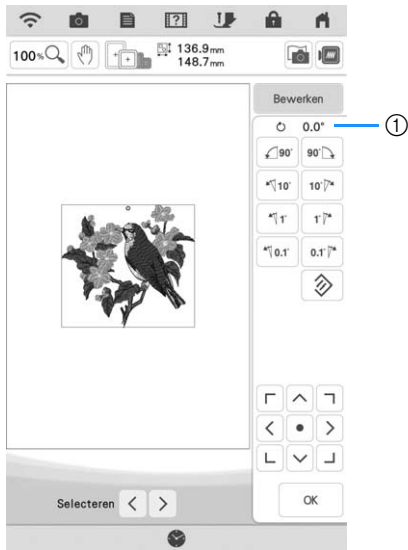 100% 136.9mm
148.7mm
Bewerken
0.0°
①
90° 90°
10° 10°
1° 1°
0.1° 0.1°
Selecteren
OK